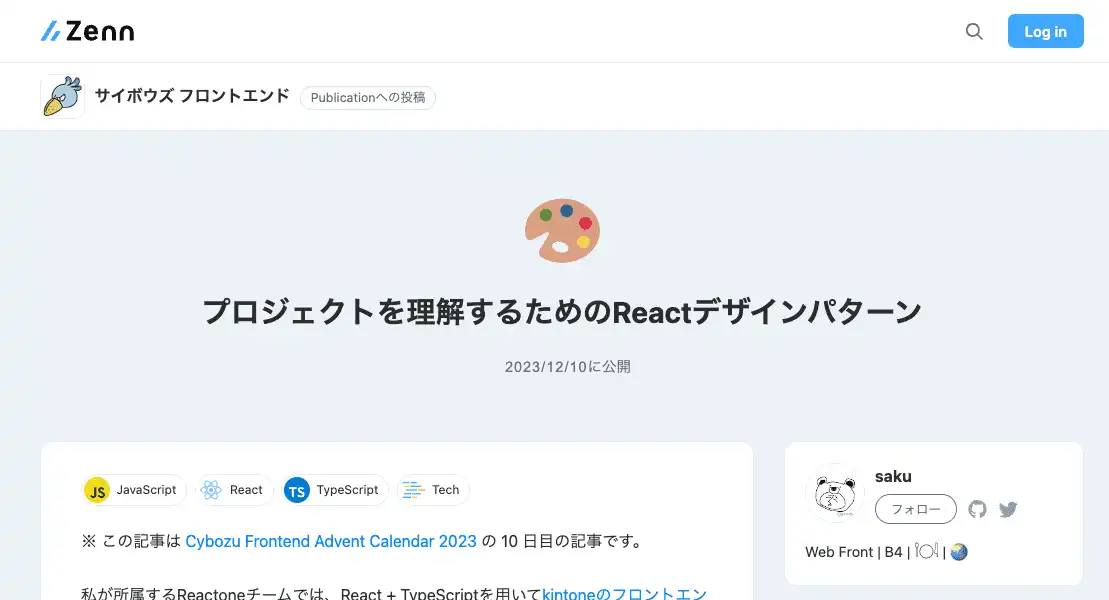 Zenn
Log in
サイボウズ フロントエンド
Publicationへの投稿
プロジェクトを理解するためのReactデザインパターン
2023/12/10に公開
JS JavaScript React TS TypeScript Tech
※ この記事は Cybozu Frontend Advent Calendar 2023 の 10 日目の記事です。
私が所属するReactoneチームでは、React + TypeScriptを用いてkintoneのフロントエン
saku
フォロー
Web Front | B4 | 🍽 | 🌏